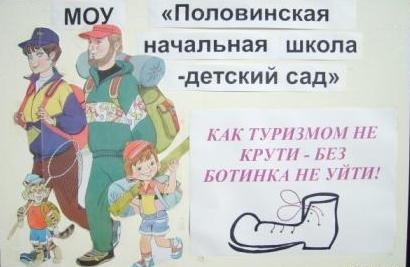 МОУ «Половинская
начальная школа
-детский сад»
КАК ТУРИЗМОМ НЕ
КРУТИ - БЕЗ
БОТИНКА НЕ УЙТИ!